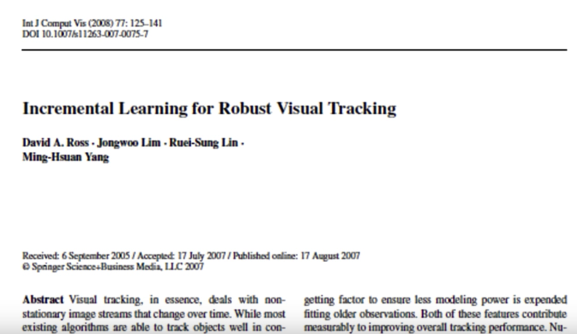 Int J Comput Vis (2008) 77: 125–141
DOI 10.1007/s11263-007-0075-7
Incremental Learning for Robust Visual Tracking
David A. Ross · Jongwoo Lim · Ruei-Sung Lin ·
Ming-Hsuan Yang
Received: 6 September 2005 / Accepted: 17 July 2007 / Published online: 17 August 2007
© Springer Science+Business Media, LLC 2007
Abstract Visual tracking, in essence, deals with non-
stationary image streams that change over time. While most
existing algorithms are able to track objects well in con-
getting factor to ensure less modeling power is expended
fitting older observations. Both of these features contribute
measurably to improving overall tracking performance. Nu-